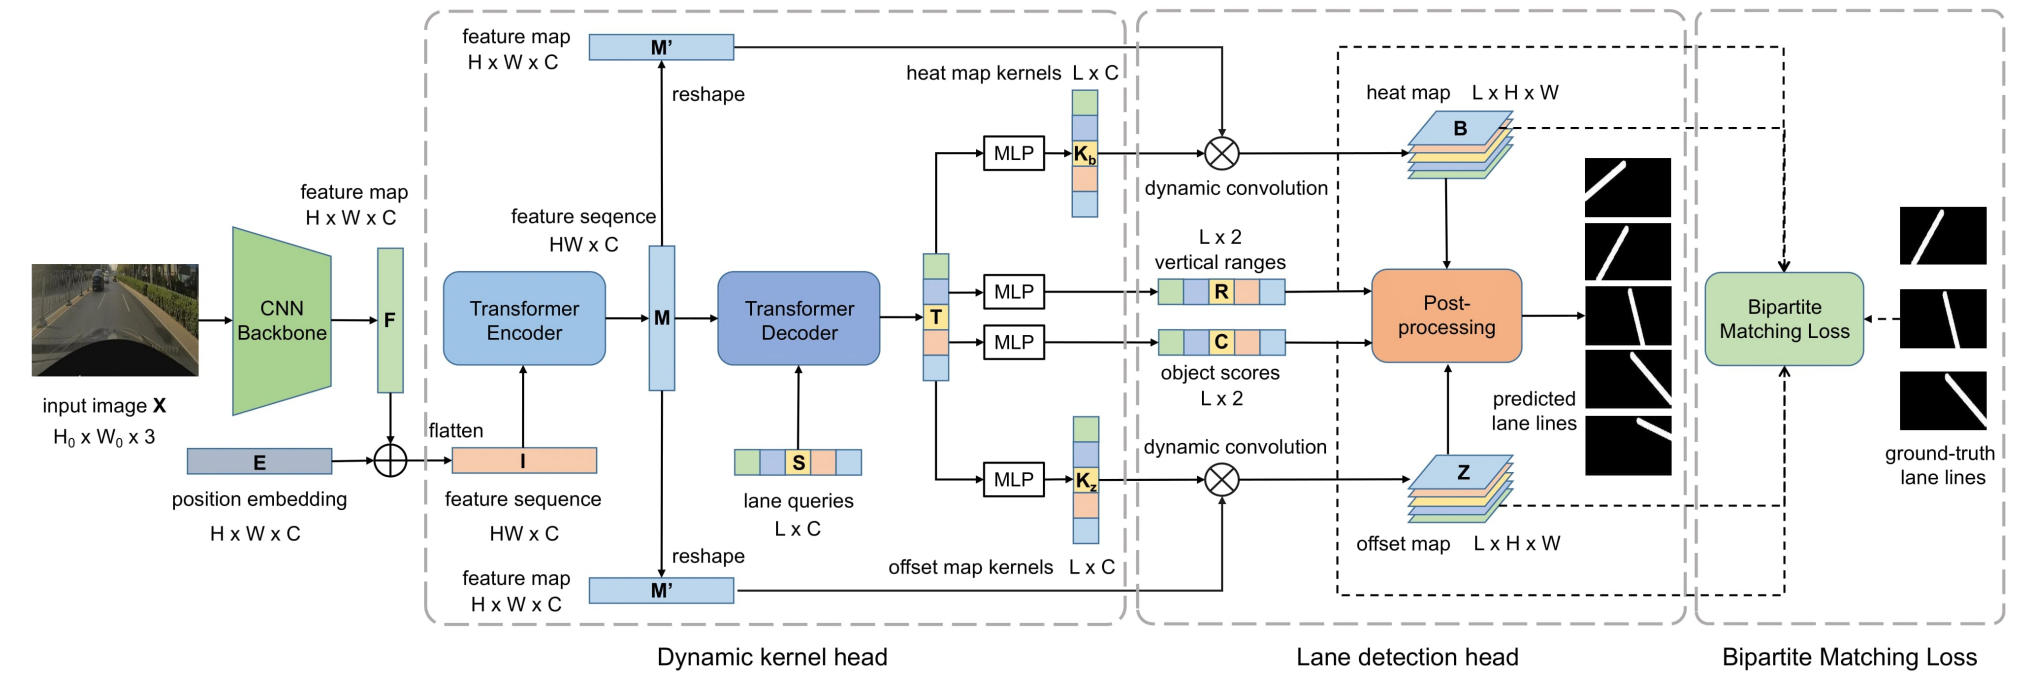 feature map
H x W x C
M'
reshape
heat map kernels L x C
MLP
K_b
dynamic convolution
heat map L x H x W
B
feature map
H x W x C
feature seqence
HW x C
CNN
Backbone
F
Transformer
Encoder
M
Transformer
Decoder
T
MLP
MLP
L x 2
vertical ranges
R
C
object scores
L x 2
Post-
processing
predicted
lane lines
Bipartite
Matching Loss
ground-truth
lane lines
input image X
H₀ x W₀ x 3
E
position embedding
H x W x C
flatten
I
feature sequence
HW x C
S
lane queries
L x C
MLP
K_z
dynamic convolution
Z
offset map L x H x W
reshape
feature map
H x W x C
M'
offset map kernels L x C
Dynamic kernel head
Lane detection head
Bipartite Matching Loss